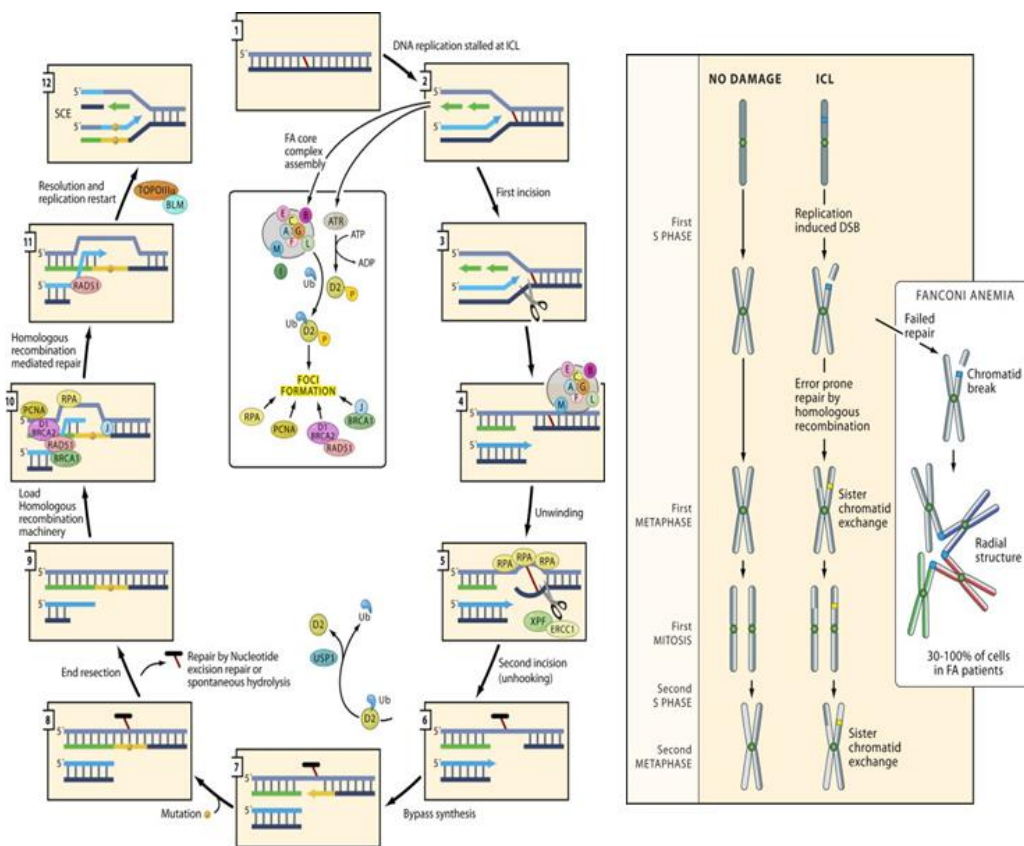 1
5´
DNA replication stalled at ICL
2
5´
FA core
complex
assembly
First incision
3
5´
E
C
B
A
G
F
M
L
I
ATR
ATP
ADP
Ub
D2
P
Ub
D2
P
FOCI
FORMATION
RPA
PCNA
D1
BRCA2
RAD51
J
BRCA1
4
E
C
B
A
G
F
M
L
5´
Unwinding
5
RPA
RPA
RPA
5´
XPF
ERCC1
Second incision
(unhooking)
6
5´
Bypass synthesis
7
5´
D2
Ub
USP1
Ub
D2
Mutation
8
5´
End resection
Repair by Nucleotide
excision repair or
spontaneous hydrolysis
9
5´
Load
Homologous
recombination
machinery
10
RPA
PCNA
D1
BRCA2
J
RAD51
BRCA1
5´
5´
Homologous
recombination
mediated repair
11
5´
5´
RAD51
Resolution and
replication restart
TOPOIIIα
BLM
12
5´
SCE
5´
NO DAMAGE
ICL
First
S PHASE
Replication
induced DSB
Error prone
repair by
homologous
recombination
First
METAPHASE
Sister
chromatid
exchange
First
MITOSIS
Second
S PHASE
Second
METAPHASE
Sister
chromatid
exchange
Failed
repair
FANCONI ANEMIA
Chromatid
break
Radial
structure
30-100% of cells
in FA patients